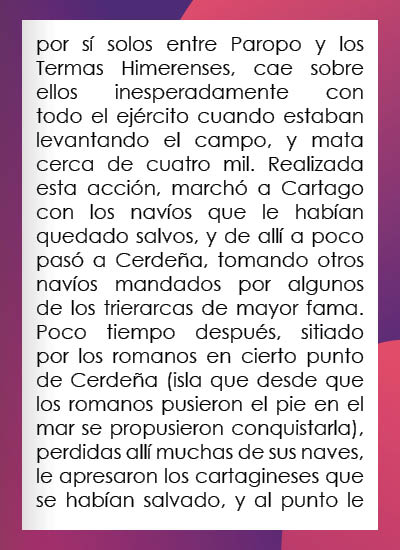 por sí solos entre Paropo y los
Termas Himerenses, cae sobre
ellos inesperadamente con
todo el ejército cuando estaban
levantando el campo, y mata
cerca de cuatro mil. Realizada
esta acción, marchó a Cartago
con los navíos que le habían
quedado salvos, y de allí a poco
pasó a Cerdeña, tomando otros
navíos mandados por algunos
de los trierarcas de mayor fama.
Poco tiempo después, sitiado
por los romanos en cierto punto
de Cerdeña (isla que desde que
los romanos pusieron el pie en el
mar se propusieron conquistarla),
perdidas allí muchas de sus naves,
le apresaron los cartagineses que
se habían salvado, y al punto le